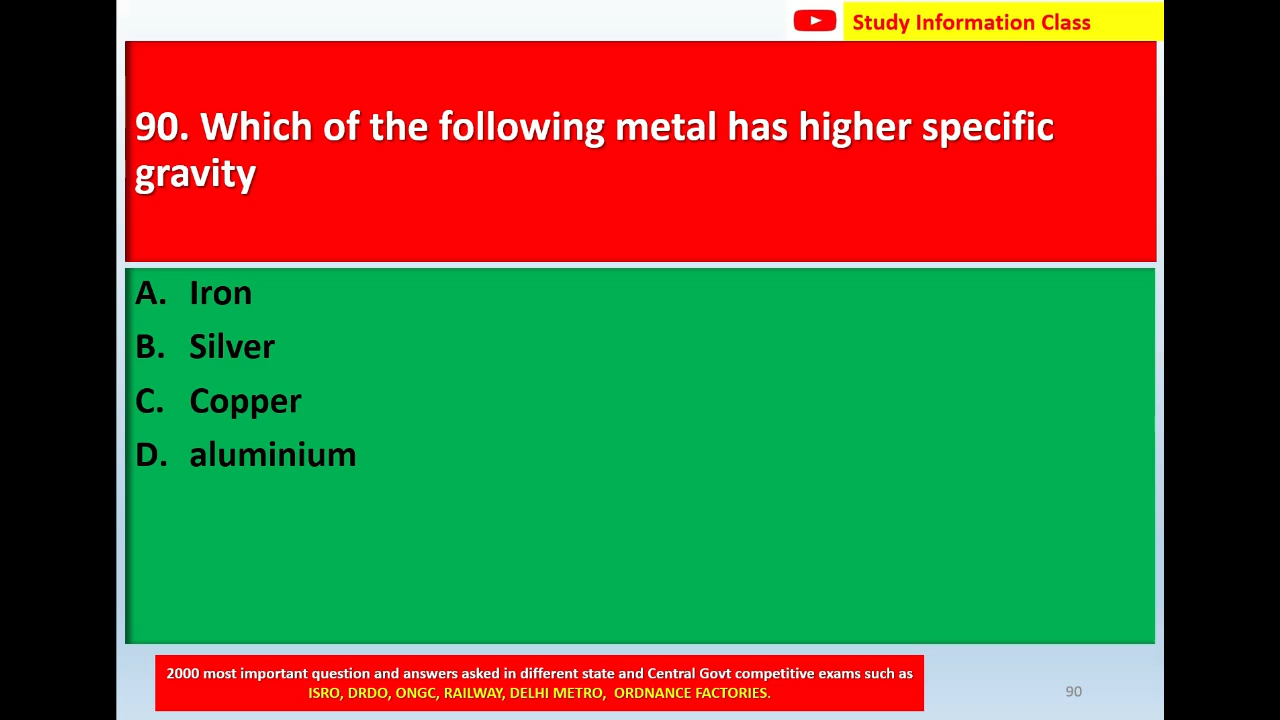 Study Information Class
90. Which of the following metal has higher specific
gravity
A. Iron
B. Silver
C. Copper
D. aluminium
2000 most important question and answers asked in different state and Central Govt competitive exams such as
ISRO, DRDO, ONGC, RAILWAY, DELHI METRO, ORDNANCE FACTORIES.
90